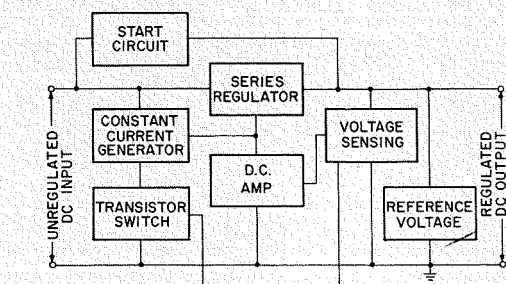 START
CIRCUIT
SERIES
REGULATOR
CONSTANT
CURRENT
GENERATOR
VOLTAGE
SENSING
D.C.
AMP
TRANSISTOR
SWITCH
REFERENCE
VOLTAGE
UNREGULATED
DC INPUT
REGULATED
DC OUTPUT